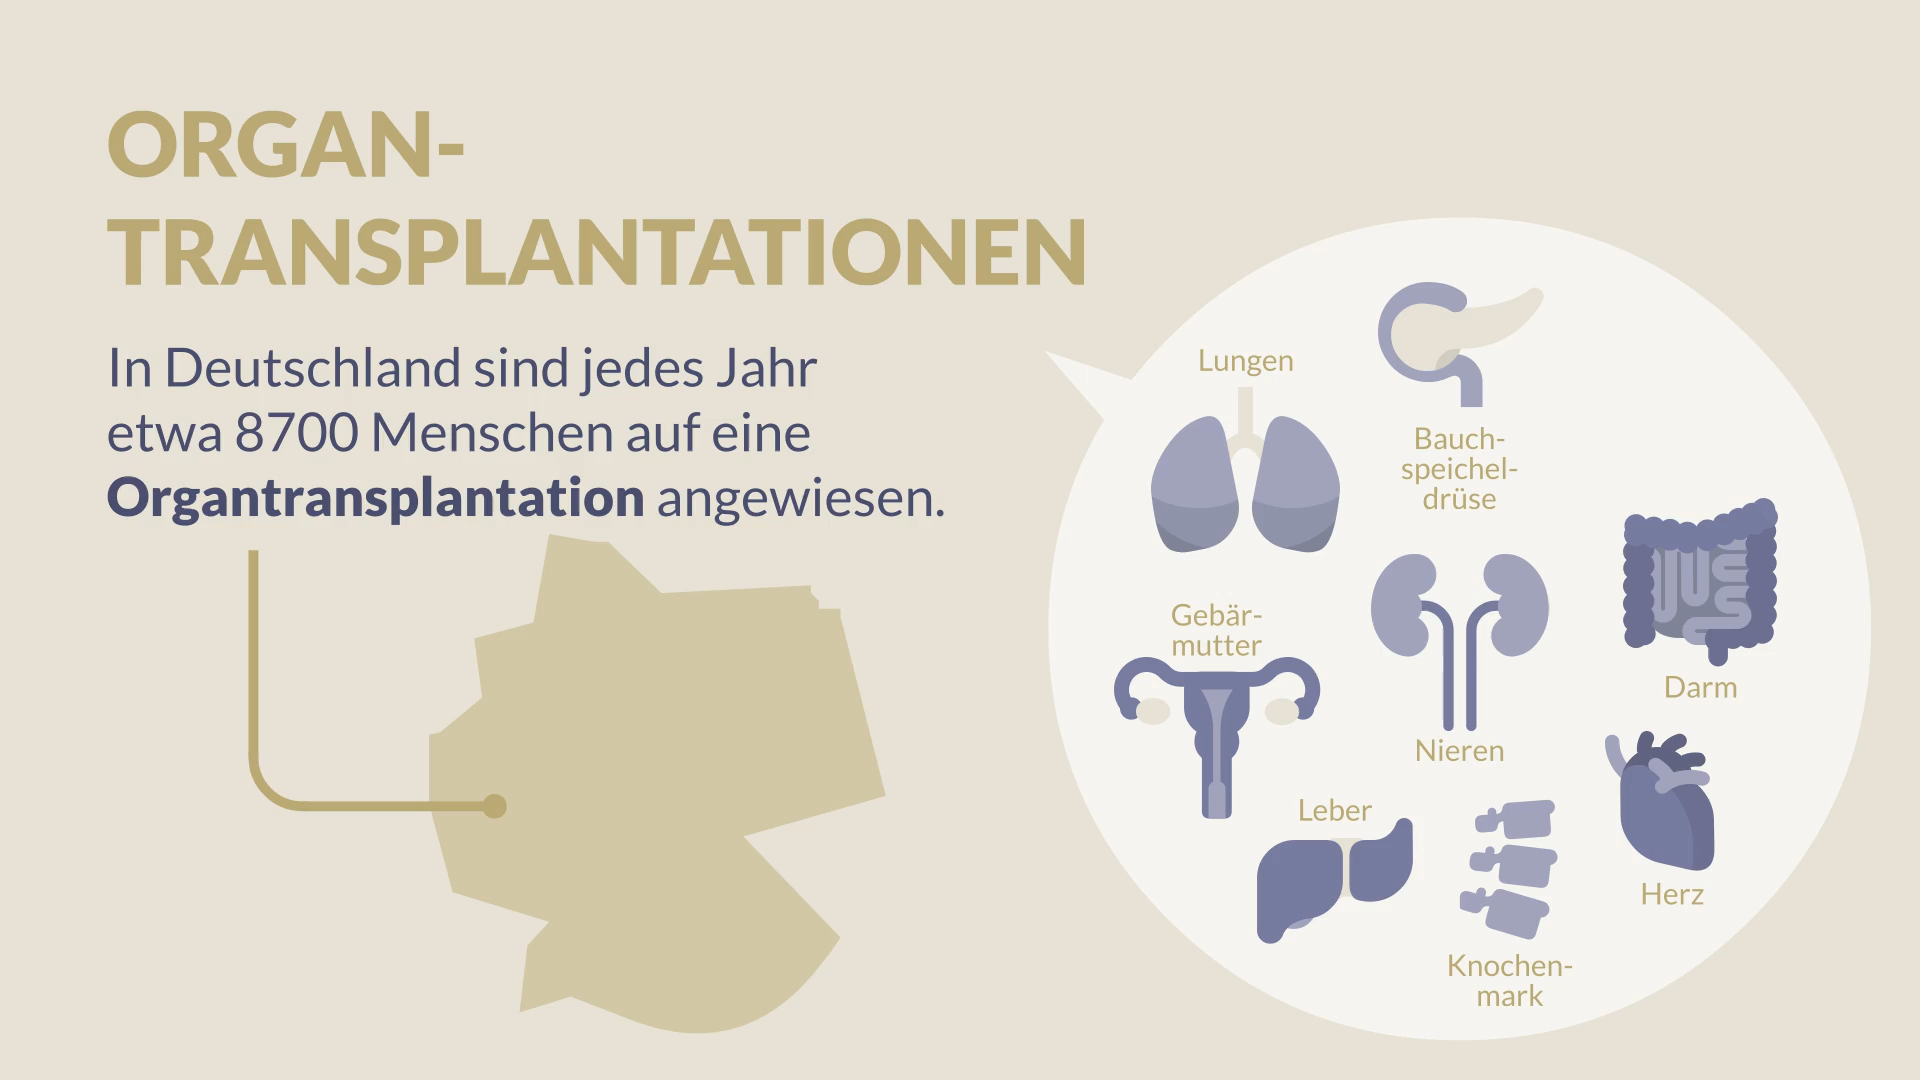 ORGAN-
TRANSPLANTATIONEN
In Deutschland sind jedes Jahr
etwa 8700 Menschen auf eine
Organtransplantation angewiesen.
Lungen
Bauch-
speichel-
drüse
Gebär-
mutter
Nieren
Darm
Leber
Herz
Knochen-
mark